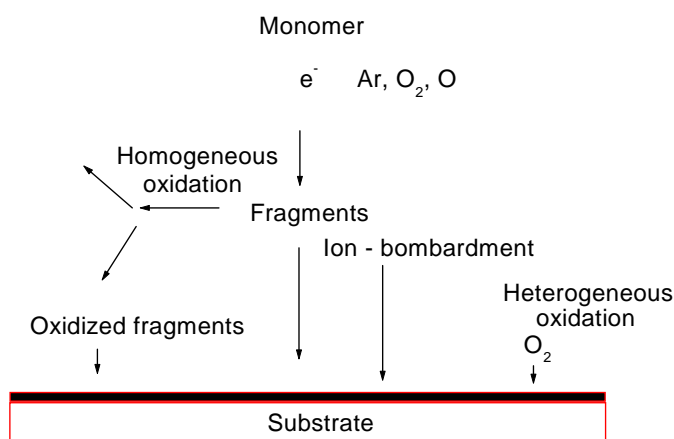 Monomer
e⁻ Ar, O₂, O
Homogeneous
oxidation
Fragments
Ion - bombardment
Heterogeneous
oxidation
Oxidized fragments
O₂
Substrate